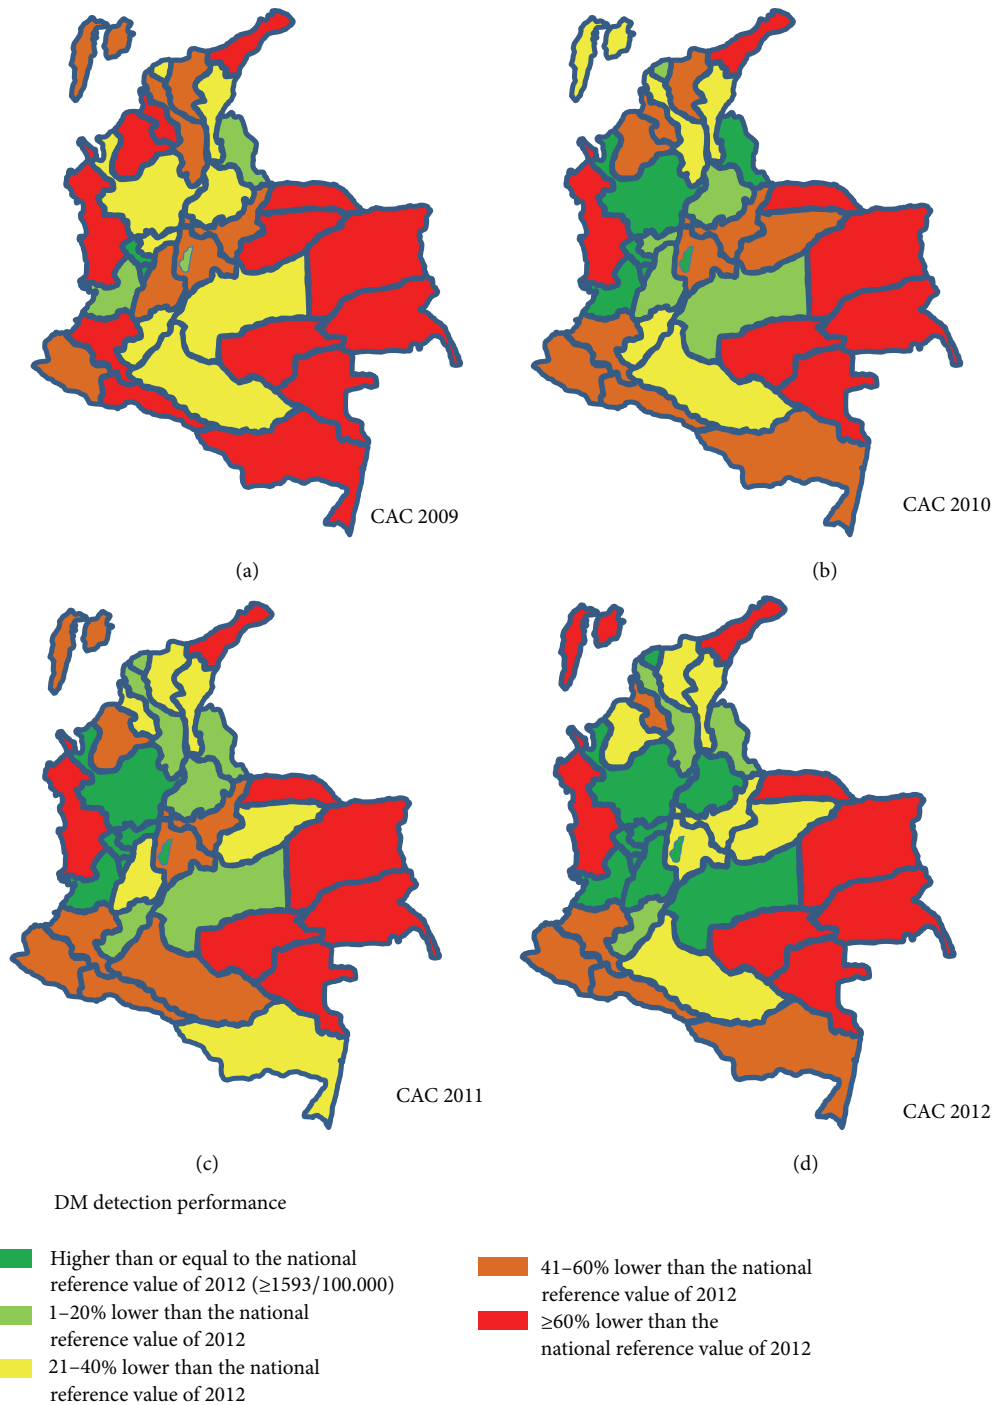 CAC 2009
CAC 2010
(a)
(b)
CAC 2011
CAC 2012
(c)
(d)
DM detection performance
Higher than or equal to the national
reference value of 2012 (≥1593/100.000)
1–20% lower than the national
reference value of 2012
21–40% lower than the national
reference value of 2012
41–60% lower than the national
reference value of 2012
≥60% lower than the
national reference value of 2012